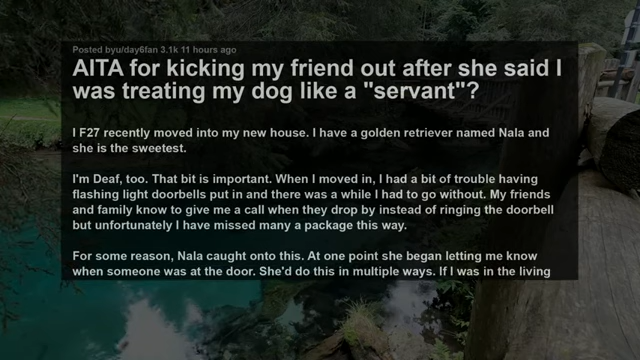 Posted byu/day6fan 3.1k 11 hours ago
AITA for kicking my friend out after she said I
was treating my dog like a "servant"?
I F27 recently moved into my new house. I have a golden retriever named Nala and
she is the sweetest.
I'm Deaf, too. That bit is important. When I moved in, I had a bit of trouble having
flashing light doorbells put in and there was a while I had to go without. My friends
and family know to give me a call when they drop by instead of ringing the doorbell
but unfortunately I have missed many a package this way.
For some reason, Nala caught onto this. At one point she began letting me know
when someone was at the door. She'd do this in multiple ways. If I was in the living